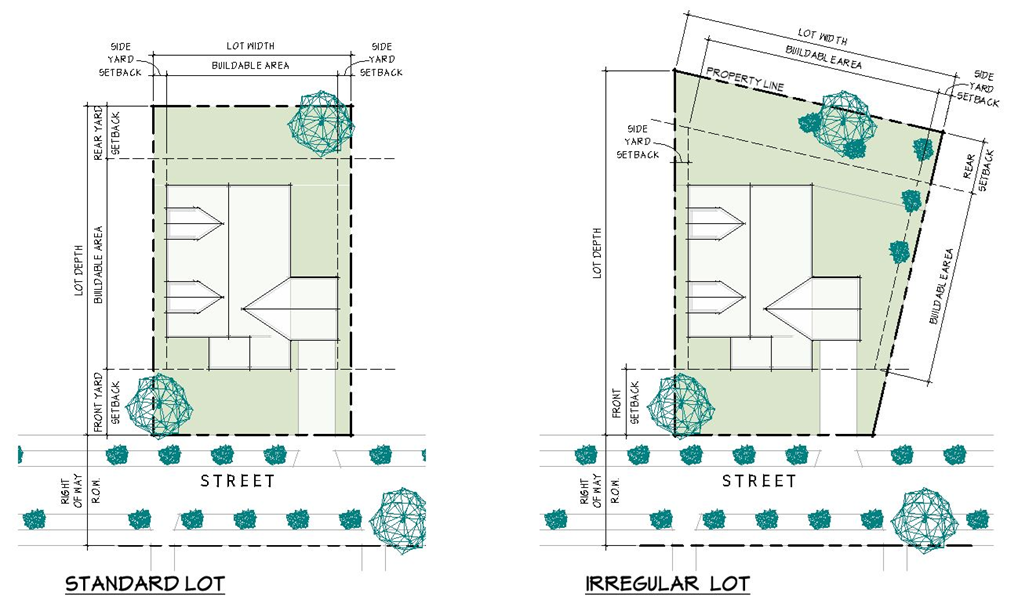 SIDE
YARD
SETBACK
LOT WIDTH
BUILDABLE AREA
SIDE
YARD
SETBACK
REAR YARD
SETBACK
LOT DEPTH
BUILDABLE AREA
FRONT YARD
SETBACK
RIGHT
OF WAY
R.O.W.
STREET
STANDARD LOT
LOT WIDTH
BUILDABLE AREA
PROPERTY LINE
SIDE
YARD
SETBACK
SIDE
YARD
SETBACK
REAR
SETBACK
LOT DEPTH
BUILDABLE AREA
FRONT
SETBACK
RIGHT
OF WAY
R.O.W.
STREET
IRREGULAR LOT